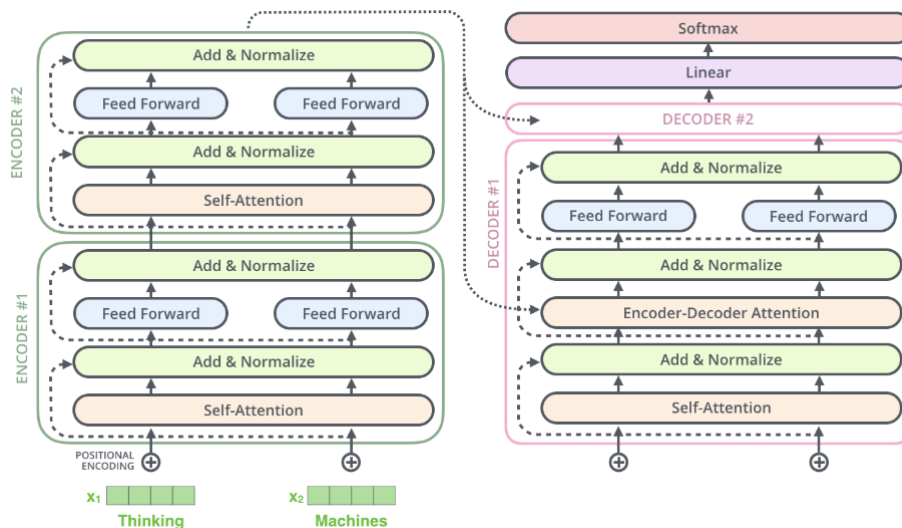 ENCODER #2
Add & Normalize
Feed Forward
Feed Forward
Add & Normalize
Self-Attention
ENCODER #1
Add & Normalize
Feed Forward
Feed Forward
Add & Normalize
Self-Attention
POSITIONAL
ENCODING
x₁
x₂
Thinking
Machines
Softmax
Linear
DECODER #2
DECODER #1
Add & Normalize
Feed Forward
Feed Forward
Add & Normalize
Encoder-Decoder Attention
Add & Normalize
Self-Attention